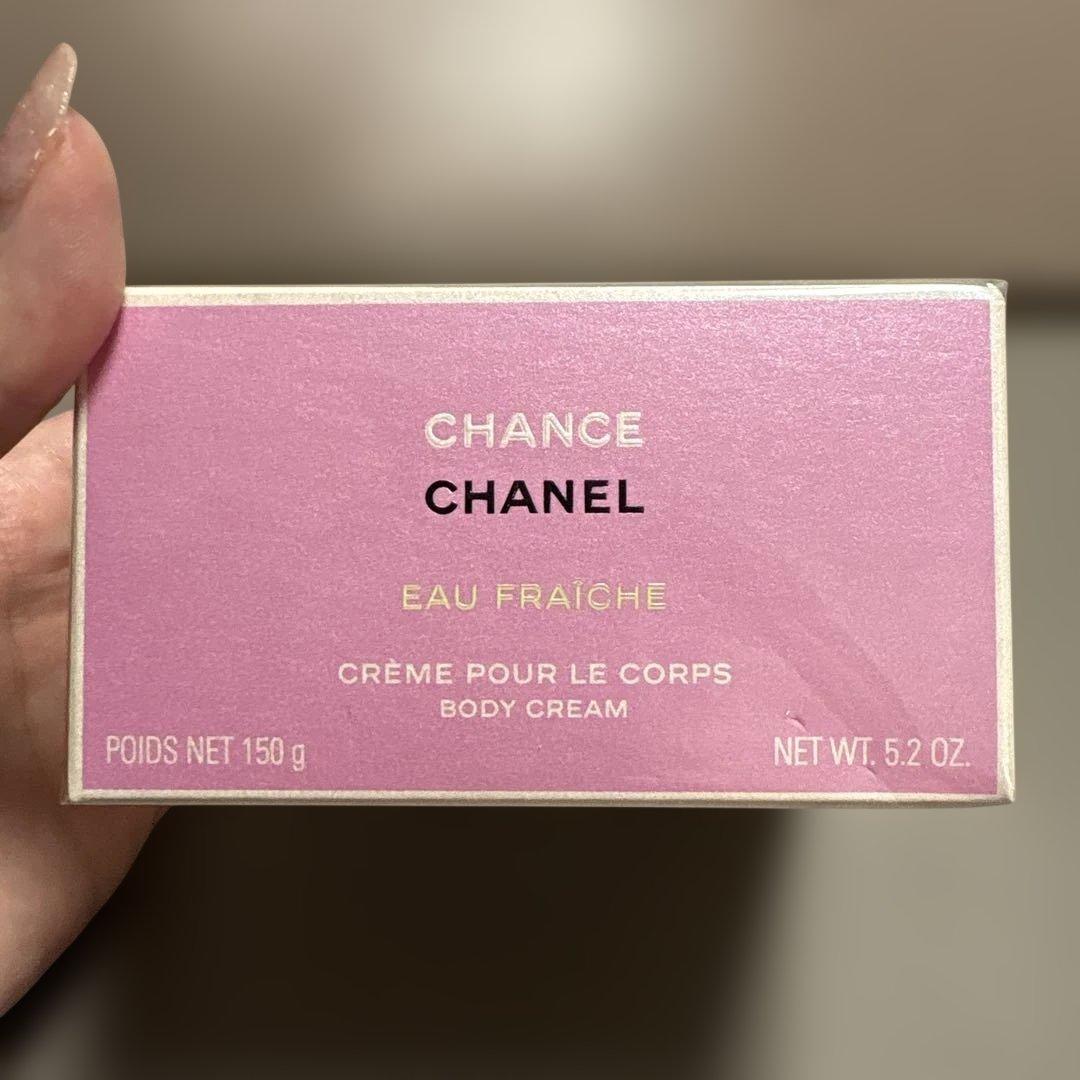 CHANCE
CHANEL
EAU FRAÎCHE
CRÈME POUR LE CORPS
BODY CREAM
POIDS NET 150 g
NET WT. 5.2 OZ.